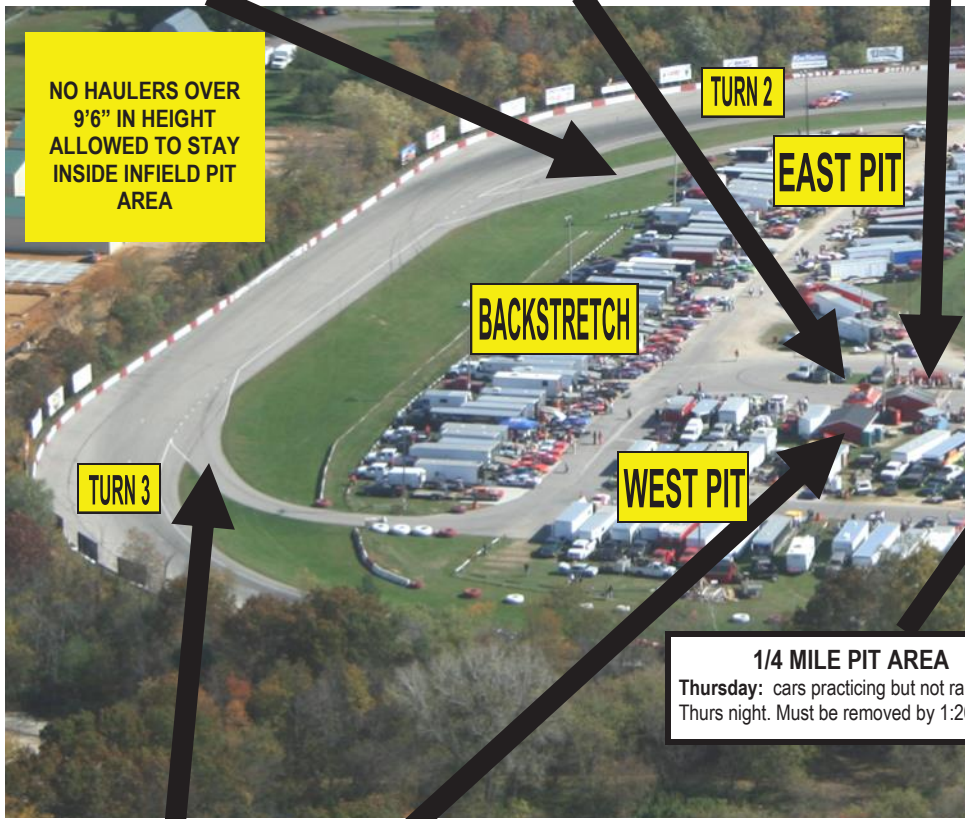 NO HAULERS OVER
9'6” IN HEIGHT
ALLOWED TO STAY
INSIDE INFIELD PIT
AREA
TURN 2
EAST PIT
BACKSTRETCH
TURN 3
WEST PIT
1/4 MILE PIT AREA
Thursday: cars practicing but not
Thurs night. Must be removed by